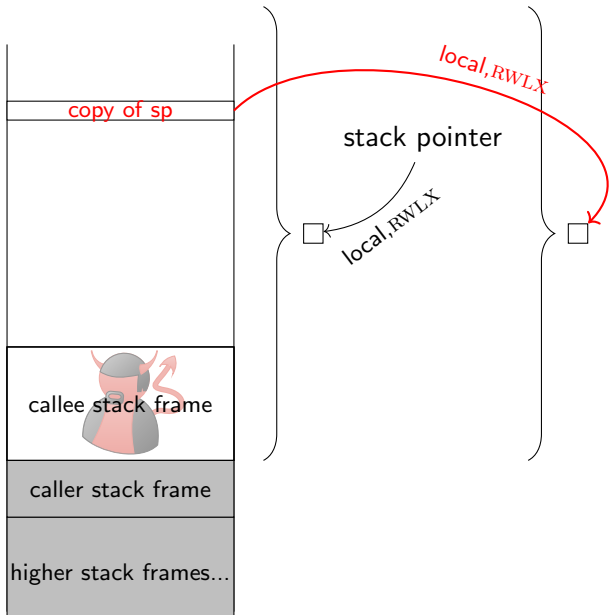 local,RWLX
copy of sp
stack pointer
local,RWLX
callee stack frame
caller stack frame
higher stack frames...